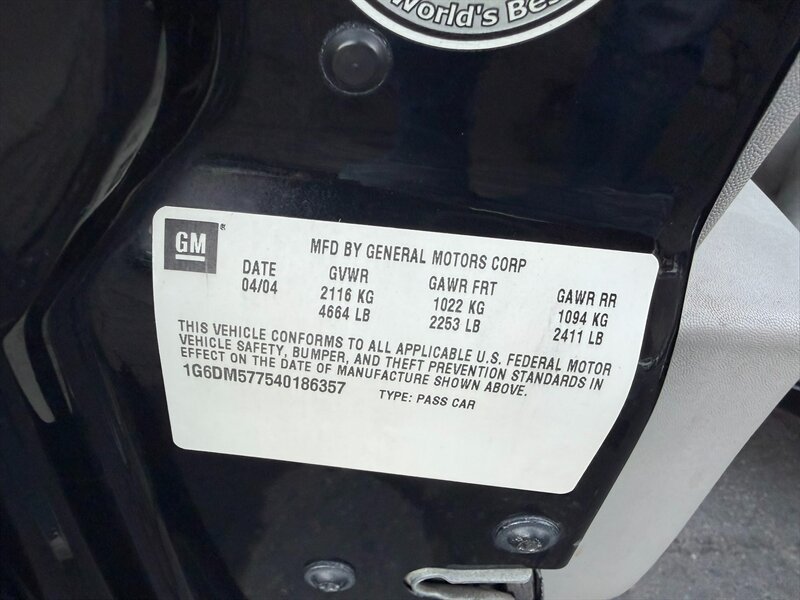 World's Bes
GM
MFD BY GENERAL MOTORS CORP
DATE GVWR GAWR FRT GAWR RR
04/04 2116 KG 1022 KG 1094 KG
4664 LB 2253 LB 2411 LB
THIS VEHICLE CONFORMS TO ALL APPLICABLE U.S. FEDERAL MOTOR
VEHICLE SAFETY, BUMPER, AND THEFT PREVENTION STANDARDS IN
EFFECT ON THE DATE OF MANUFACTURE SHOWN ABOVE.
1G6DM577540186357 TYPE: PASS CAR